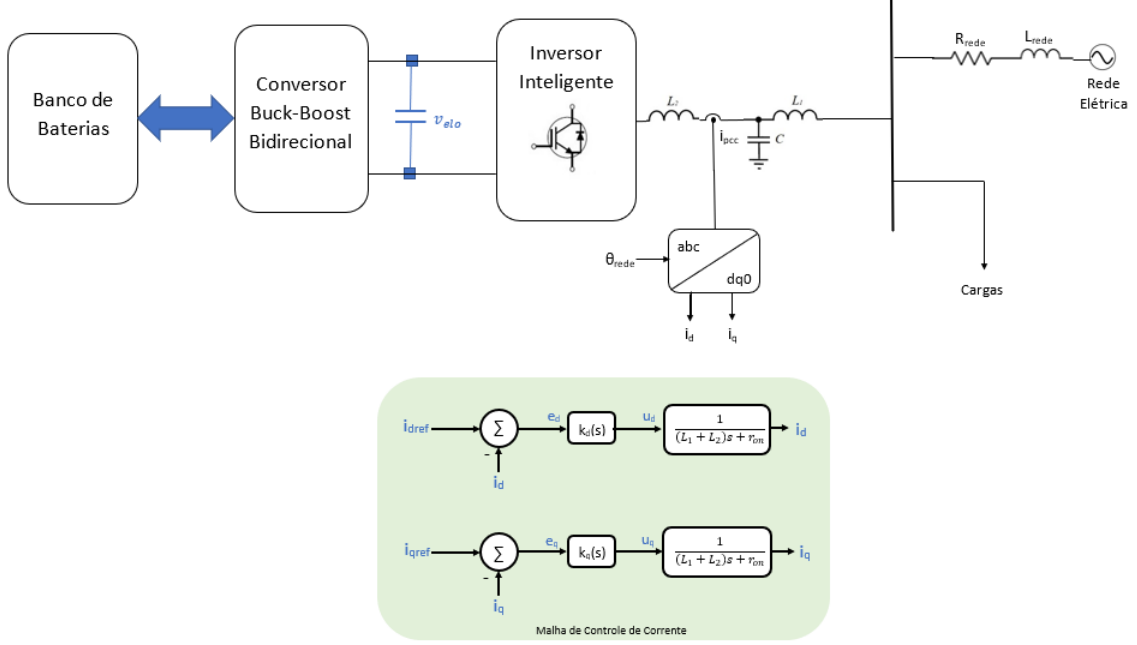 Banco de
Baterias
Conversor
Buck-Boost
Bidirecional
v_elo
Inversor
Inteligente
L₂
i_pcc
C
L₁
R_rede
L_rede
Rede
Elétrica
Cargas
θ_rede
abc
dq0
i_d
i_q
i_dref
Σ
-
i_d
e_d
k_d(s)
u_d
1
(L₁ + L₂)s + r_on
i_d
i_qref
Σ
-
i_q
e_q
k_q(s)
u_q
1
(L₁ + L₂)s + r_on
i_q
Malha de Controle de Corrente